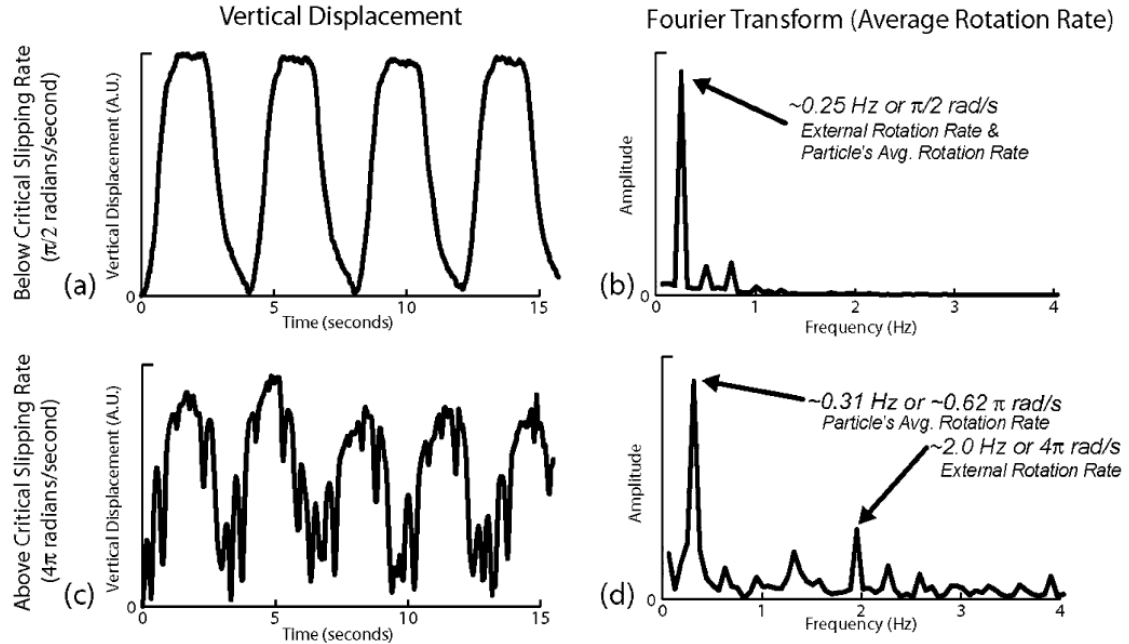 Vertical Displacement
Fourier Transform (Average Rotation Rate)
Below Critical Slipping Rate
(π/2 radians/second)
(a)
Vertical Displacement (A.U.)
0
0
5
10
15
Time (seconds)
(b)
Amplitude
0
~0.25 Hz or π/2 rad/s
External Rotation Rate &
Particle's Avg. Rotation Rate
1
2
3
4
Frequency (Hz)
Above Critical Slipping Rate
(4π radians/second)
(c)
Vertical Displacement (A.U.)
0
0
5
10
15
Time (seconds)
(d)
Amplitude
0
~0.31 Hz or ~0.62 π rad/s
Particle's Avg. Rotation Rate
~2.0 Hz or 4π rad/s
External Rotation Rate
1
2
3
4
Frequency (Hz)